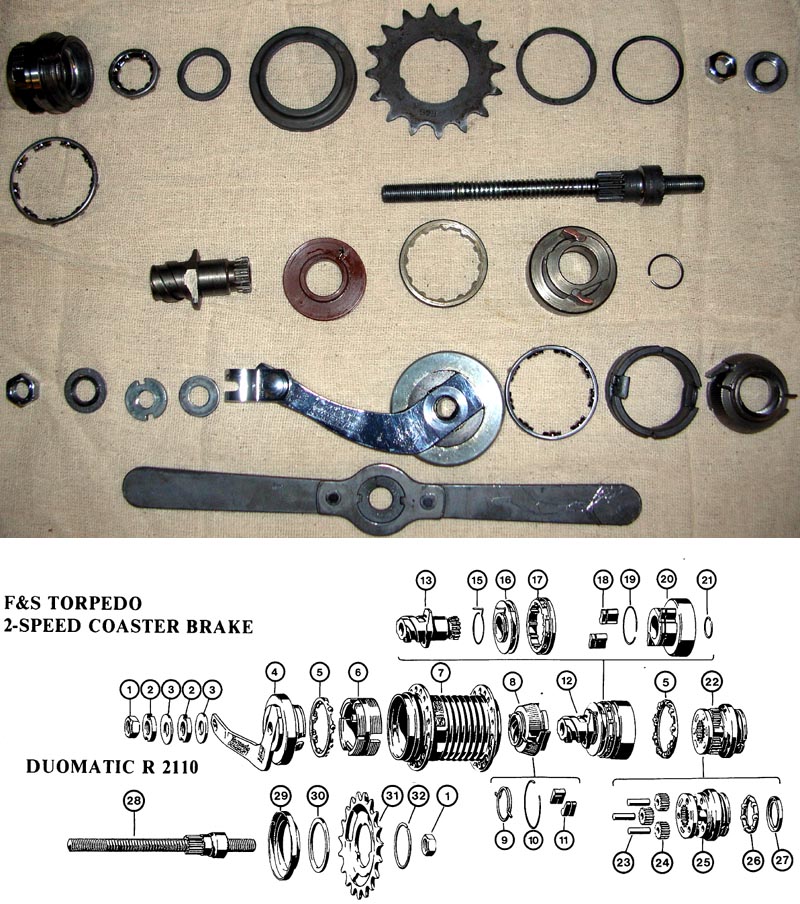 13 15 16 17 18 19 20 21
F&S TORPEDO
2-SPEED COASTER BRAKE
1 2 3 2 3 4 5 6 7 8 12 5 22
DUOMATIC R 2110
28 29 30 31 32 1 9 10 11 23 24 25 26 27